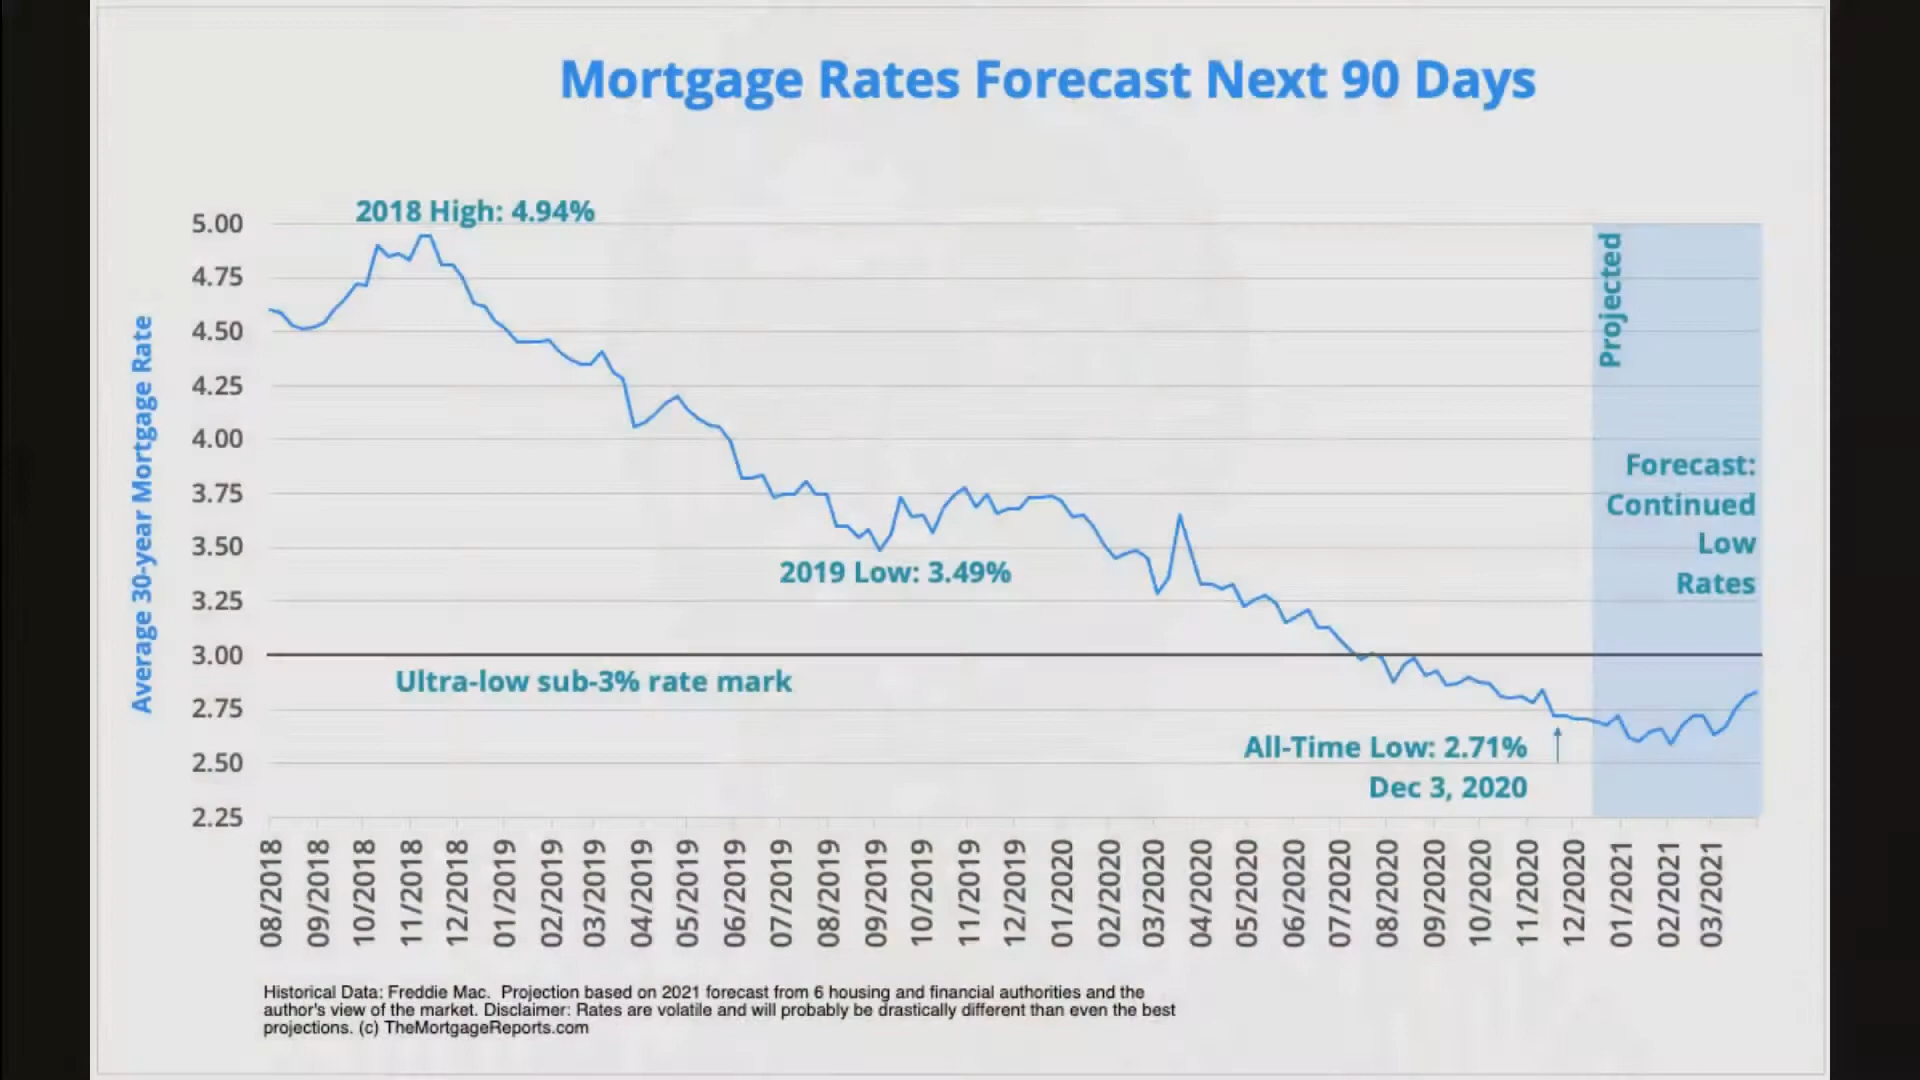 Mortgage Rates Forecast Next 90 Days
2018 High: 4.94%
5.00
4.75
4.50
4.25
4.00
3.75
3.50
3.25
3.00
2.75
2.50
2.25
Average 30-year Mortgage Rate
Projected
Forecast:
Continued
Low
Rates
2019 Low: 3.49%
Ultra-low sub-3% rate mark
All-Time Low: 2.71%
Dec 3, 2020
08/2018
09/2018
10/2018
11/2018
12/2018
01/2019
02/2019
03/2019
04/2019
05/2019
06/2019
07/2019
08/2019
09/2019
10/2019
11/2019
12/2019
01/2020
02/2020
03/2020
04/2020
05/2020
06/2020
07/2020
08/2020
09/2020
10/2020
11/2020
12/2020
01/2021
02/2021
03/2021
Historical Data: Freddie Mac. Projection based on 2021 forecast from 6 housing and financial authorities and the
author's view of the market. Disclaimer: Rates are volatile and will probably be drastically different than even the best
projections. (c) TheMortgageReports.com